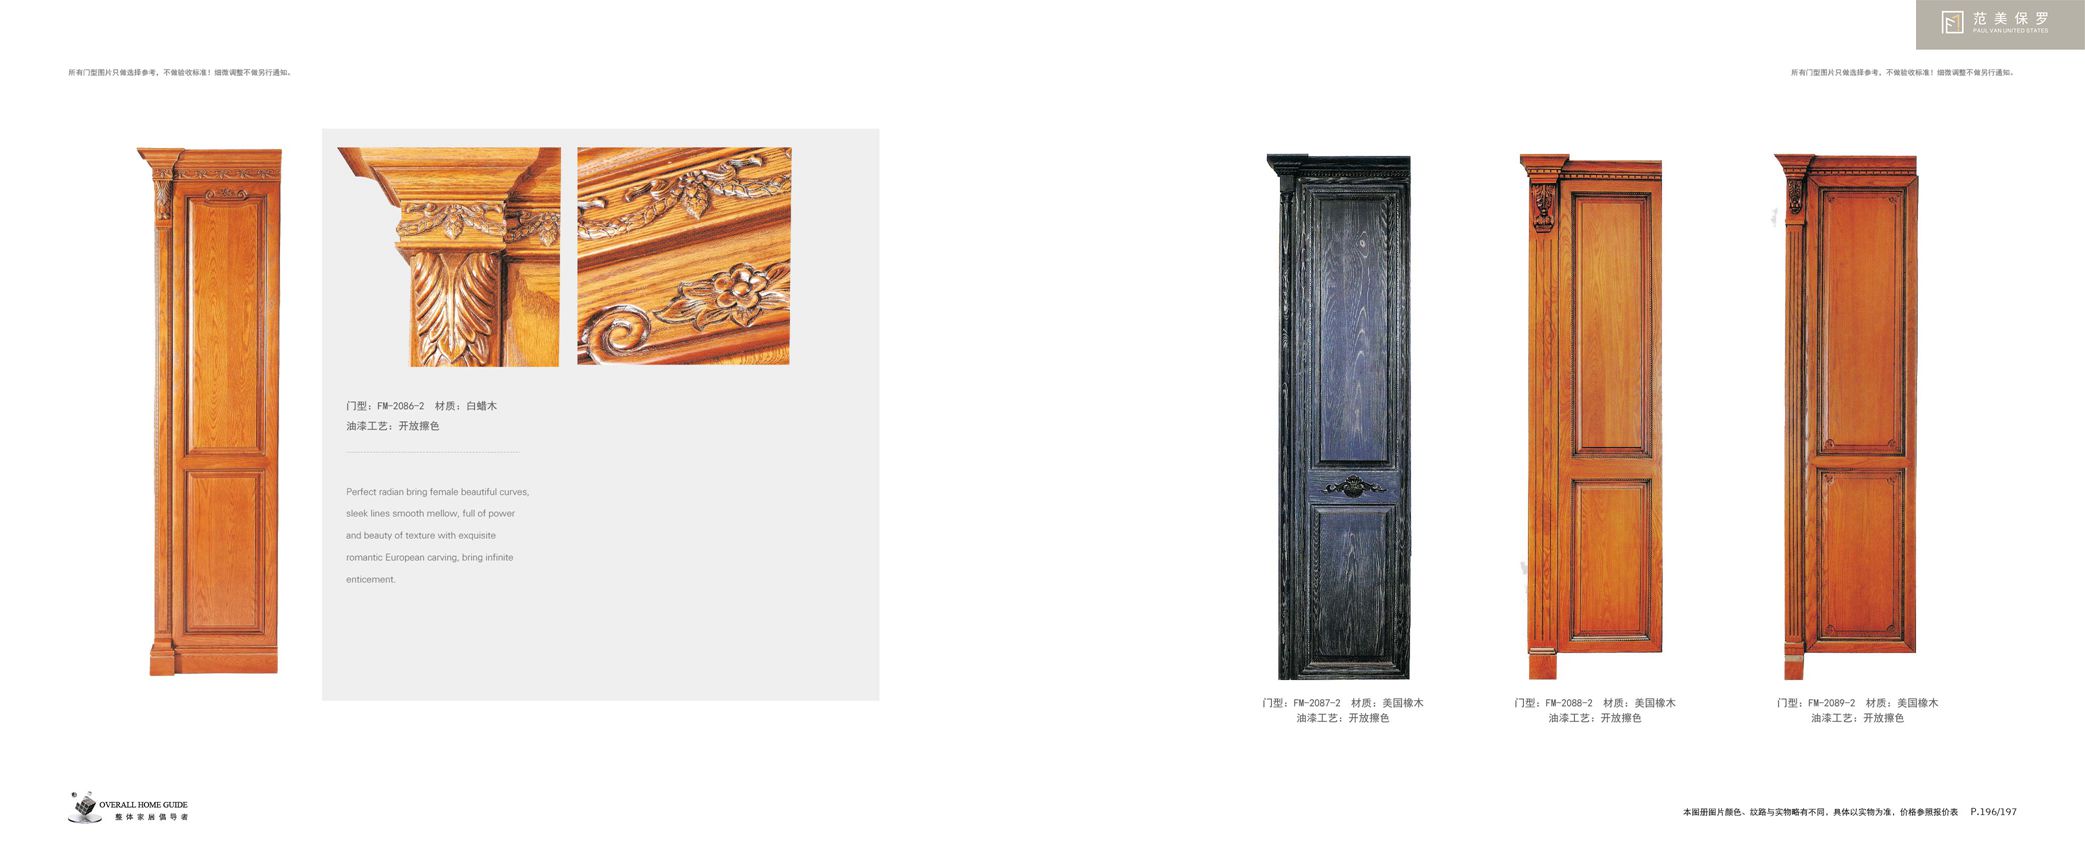 范美保罗
PAUL VAN UNITED STATES
所有门型图片只做选择参考，不做验收标准！细微调整不做另行通知。
所有门型图片只做选择参考，不做验收标准！细微调整不做另行通知。
门型：FM-2086-2 材质：白蜡木
油漆工艺：开放擦色
Perfect radian bring female beautiful curves,
sleek lines smooth mellow, full of power
and beauty of texture with exquisite
romantic European carving, bring infinite
enticement.
门型：FM-2087-2 材质：美国橡木
油漆工艺：开放擦色
门型：FM-2088-2 材质：美国橡木
油漆工艺：开放擦色
门型：FM-2089-2 材质：美国橡木
油漆工艺：开放擦色
OVERALL HOME GUIDE
整体家居倡导者
本图册图片颜色、纹路与实物略有不同，具体以实物为准，价格参照报价表 P.196/197